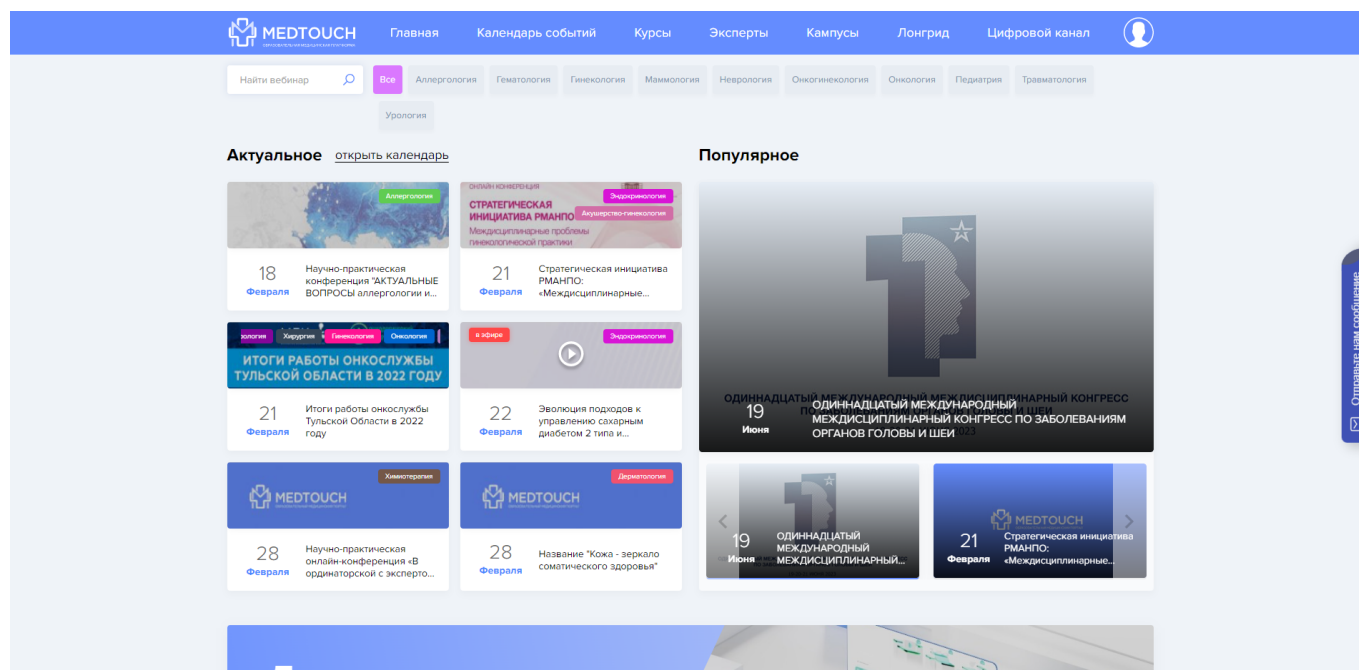 MEDTOUCH
Главная
Календарь событий
Курсы
Эксперты
Кампусы
Лонгрид
Цифровой канал
Найти вебинар
Все
Аллергология
Гематология
Гинекология
Маммология
Неврология
Онкогинекология
Онкология
Педиатрия
Травматология
Урология
Актуальное
открыть календарь
Аллергология
18
Февраля
Научно-практическая
конференция "АКТУАЛЬНЫЕ
ВОПРОСЫ аллергологии и...
ОНЛАЙН КОНФЕРЕНЦИЯ
Эндокринология
СТРАТЕГИЧЕСКАЯ
ИНИЦИАТИВА РМАНПО
Акушерство-гинекология
Междисциплинарные проблемы
гинекологической практики
21
Февраля
Стратегическая инициатива
РМАНПО:
«Междисциплинарные...
Хирургия
Гинекология
Онкология
ИТОГИ РАБОТЫ ОНКОСЛУЖБЫ
ТУЛЬСКОЙ ОБЛАСТИ В 2022 ГОДУ
21
Февраля
Итоги работы онкослужбы
Тульской Области в 2022
году
в эфире
Эндокринология
22
Февраля
Эволюция подходов к
управлению сахарным
диабетом 2 типа и...
Химиотерапия
MEDTOUCH
28
Февраля
Научно-практическая
онлайн-конференция «В
ординаторской с эксперто...
Дерматология
MEDTOUCH
28
Февраля
Название "Кожа - зеркало
соматического здоровья"
Популярное
19
Июня
ОДИННАДЦАТЫЙ МЕЖДУНАРОДНЫЙ
МЕЖДИСЦИПЛИНАРНЫЙ КОНГРЕСС ПО ЗАБОЛЕВАНИЯМ
ОРГАНОВ ГОЛОВЫ И ШЕИ
19
Июня
ОДИННАДЦАТЫЙ
МЕЖДУНАРОДНЫЙ
МЕЖДИСЦИПЛИНАРНЫЙ...
MEDTOUCH
21
Февраля
Стратегическая инициатива
РМАНПО:
«Междисциплинарные...
Отправьте нам сообщение